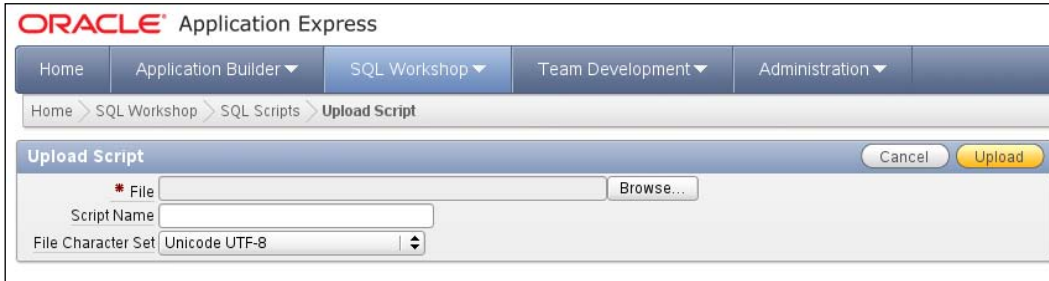 ORACLE® Application Express
Home Application Builder SQL Workshop Team Development Administration
Home SQL Workshop SQL Scripts Upload Script
Upload Script Cancel Upload
* File Browse...
Script Name
File Character Set Unicode UTF-8